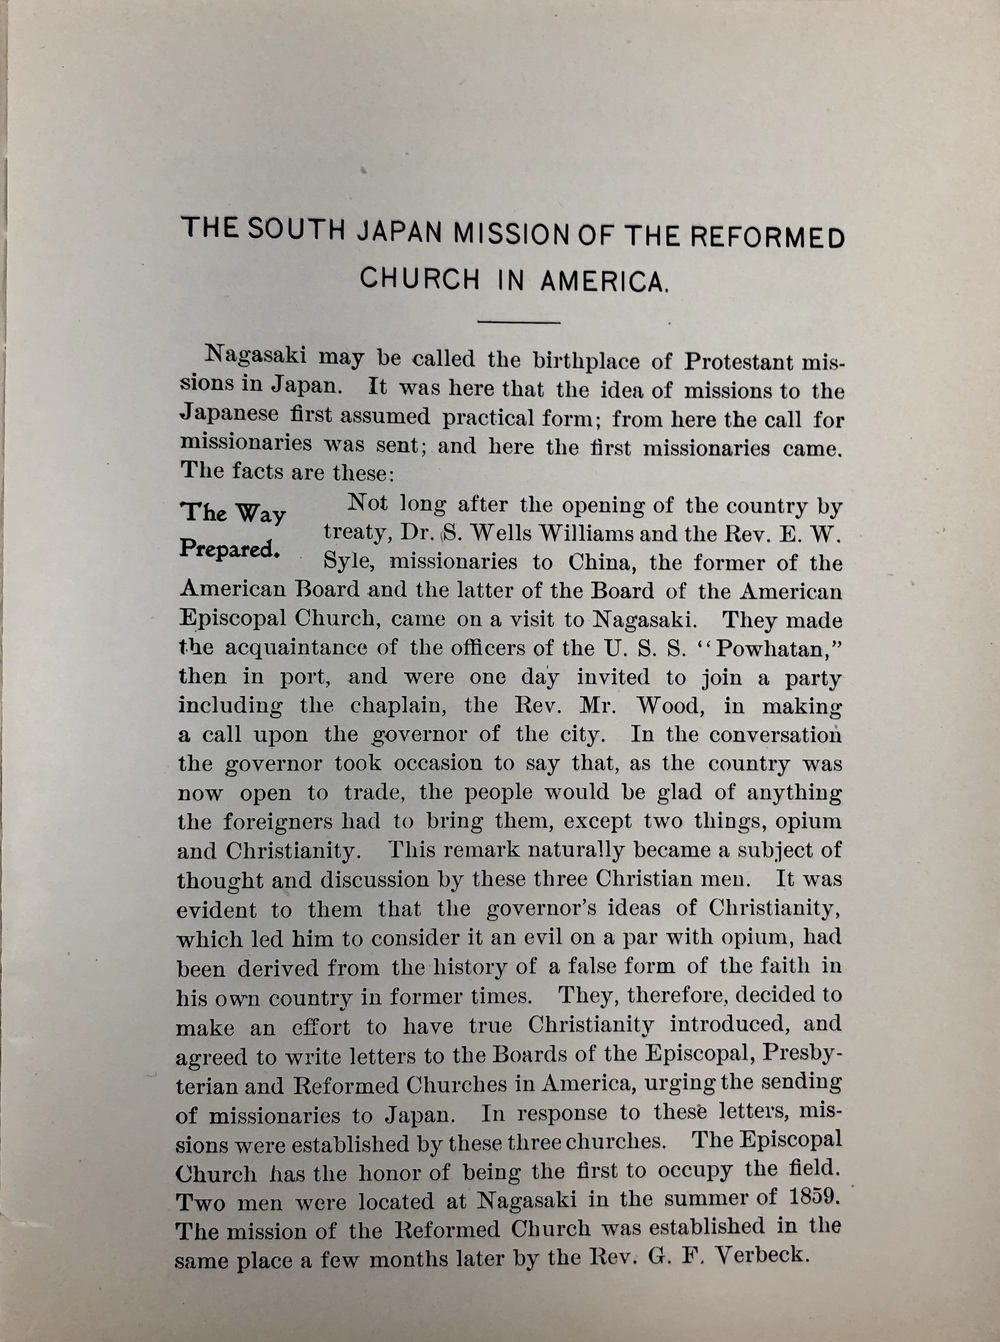 THE SOUTH JAPAN MISSION OF THE REFORMED
CHURCH IN AMERICA.
Nagasaki may be called the birthplace of Protestant mis-
sions in Japan. It was here that the idea of missions to the
Japanese first assumed practical form; from here the call for
missionaries was sent; and here the first missionaries came.
The facts are these:
The Way
Prepared.
Not long after the opening of the country by
treaty, Dr. S. Wells Williams and the Rev. E. W.
Syle, missionaries to China, the former of the
American Board and the latter of the Board of the American
Episcopal Church, came on a visit to Nagasaki. They made
the acquaintance of the officers of the U. S. S. “Powhatan,”
then in port, and were one day invited to join a party
including the chaplain, the Rev. Mr. Wood, in making
a call upon the governor of the city. In the conversation
the governor took occasion to say that, as the country was
now open to trade, the people would be glad of anything
the foreigners had to bring them, except two things, opium
and Christianity. This remark naturally became a subject of
thought and discussion by these three Christian men. It was
evident to them that the governor’s ideas of Christianity,
which led him to consider it an evil on a par with opium, had
been derived from the history of a false form of the faith in
his own country in former times. They, therefore, decided to
make an effort to have true Christianity introduced, and
agreed to write letters to the Boards of the Episcopal, Presby-
terian and Reformed Churches in America, urging the sending
of missionaries to Japan. In response to these letters, mis-
sions were established by these three churches. The Episcopal
Church has the honor of being the first to occupy the field.
Two men were located at Nagasaki in the summer of 1859.
The mission of the Reformed Church was established in the
same place a few months later by the Rev. G. F. Verbeck.